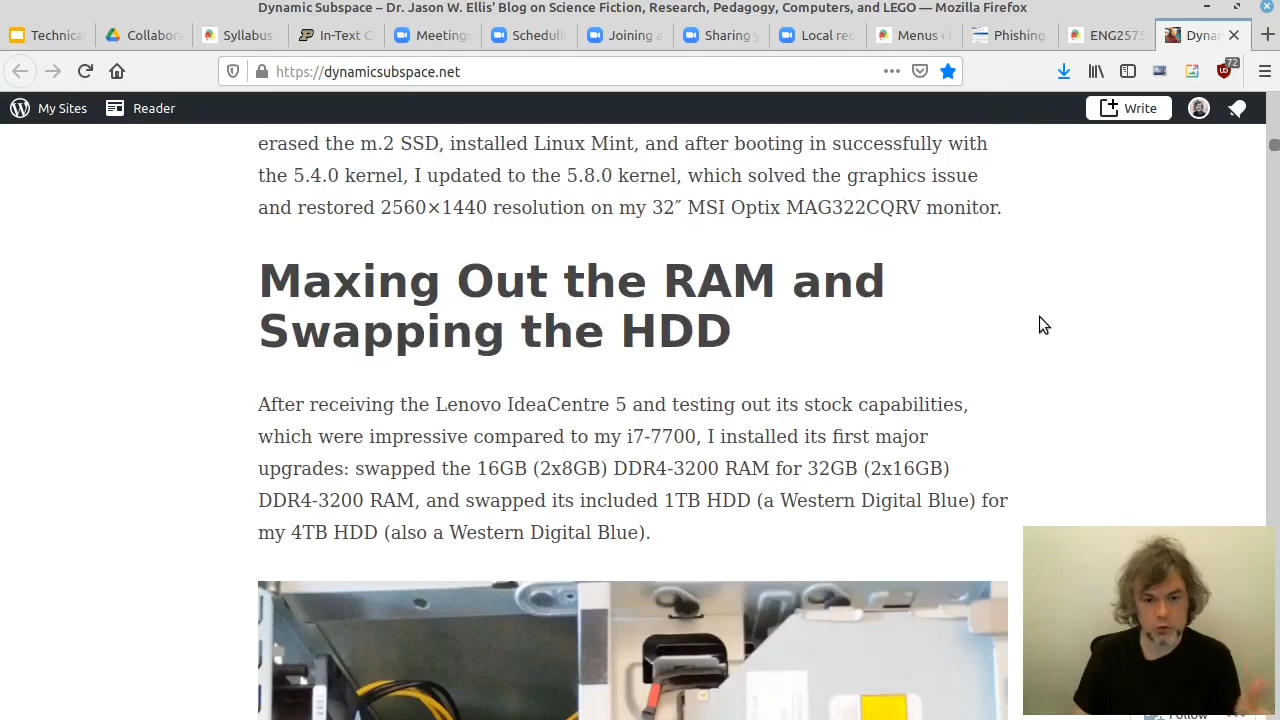 Dynamic Subspace – Dr. Jason W. Ellis' Blog on Science Fiction, Research, Pedagogy, Computers, and LEGO — Mozilla Firefox
Technica
Collabora
Syllabus
In-Text C
Meeting
Schedulin
Joining a
Sharing y
Local rec
Menus
Phishing
ENG2575
Dynam
https://dynamicsubspace.net
72
My Sites
Reader
Write
erased the m.2 SSD, installed Linux Mint, and after booting in successfully with
the 5.4.0 kernel, I updated to the 5.8.0 kernel, which solved the graphics issue
and restored 2560×1440 resolution on my 32″ MSI Optix MAG322CQRV monitor.
Maxing Out the RAM and
Swapping the HDD
After receiving the Lenovo IdeaCentre 5 and testing out its stock capabilities,
which were impressive compared to my i7-7700, I installed its first major
upgrades: swapped the 16GB (2x8GB) DDR4-3200 RAM for 32GB (2x16GB)
DDR4-3200 RAM, and swapped its included 1TB HDD (a Western Digital Blue) for
my 4TB HDD (also a Western Digital Blue).
Follow